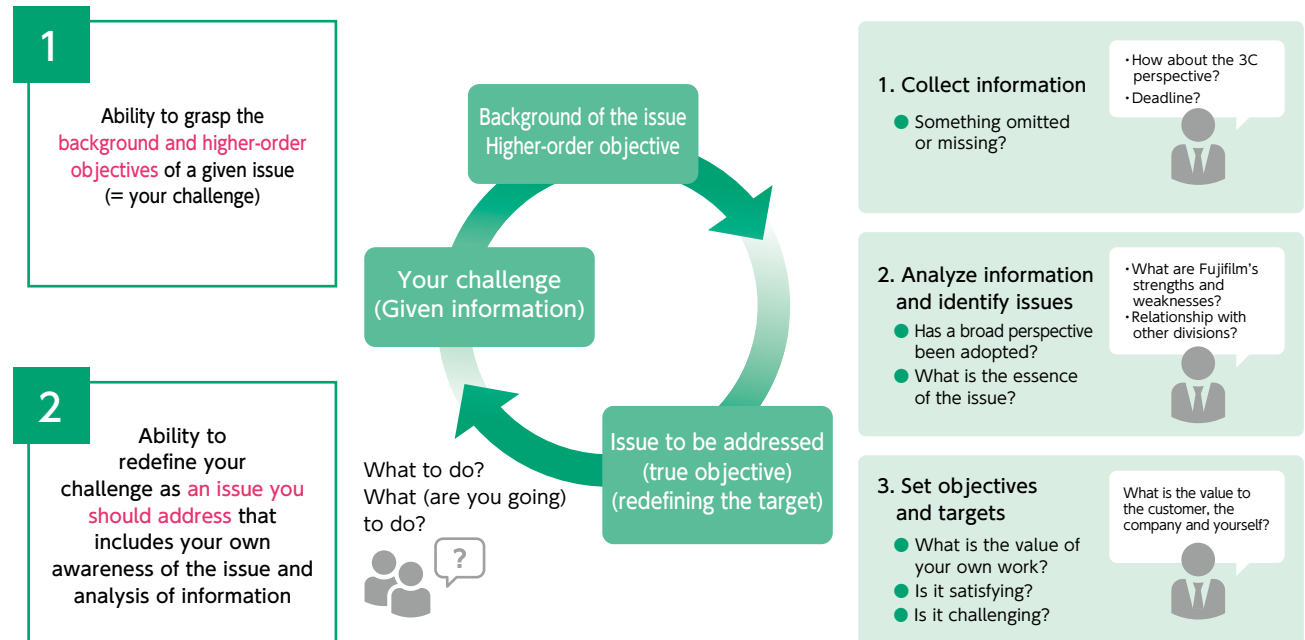 1
Ability to grasp the
background and higher-order
objectives of a given issue
(= your challenge)
2
Ability to
redefine your
challenge as an issue you
should address that
includes your own
awareness of the issue and
analysis of information
Background of the issue
Higher-order objective
Your challenge
(Given information)
Issue to be addressed
(true objective)
(redefining the target)
What to do?
What (are you going)
to do?
?
1. Collect information
● Something omitted
or missing?
・How about the 3C
perspective?
・Deadline?
2. Analyze information
and identify issues
● Has a broad perspective
been adopted?
● What is the essence
of the issue?
・What are Fujifilm's
strengths and
weaknesses?
・Relationship with
other divisions?
3. Set objectives
and targets
● What is the value of
your own work?
● Is it satisfying?
● Is it challenging?
What is the value to
the customer, the
company and yourself?